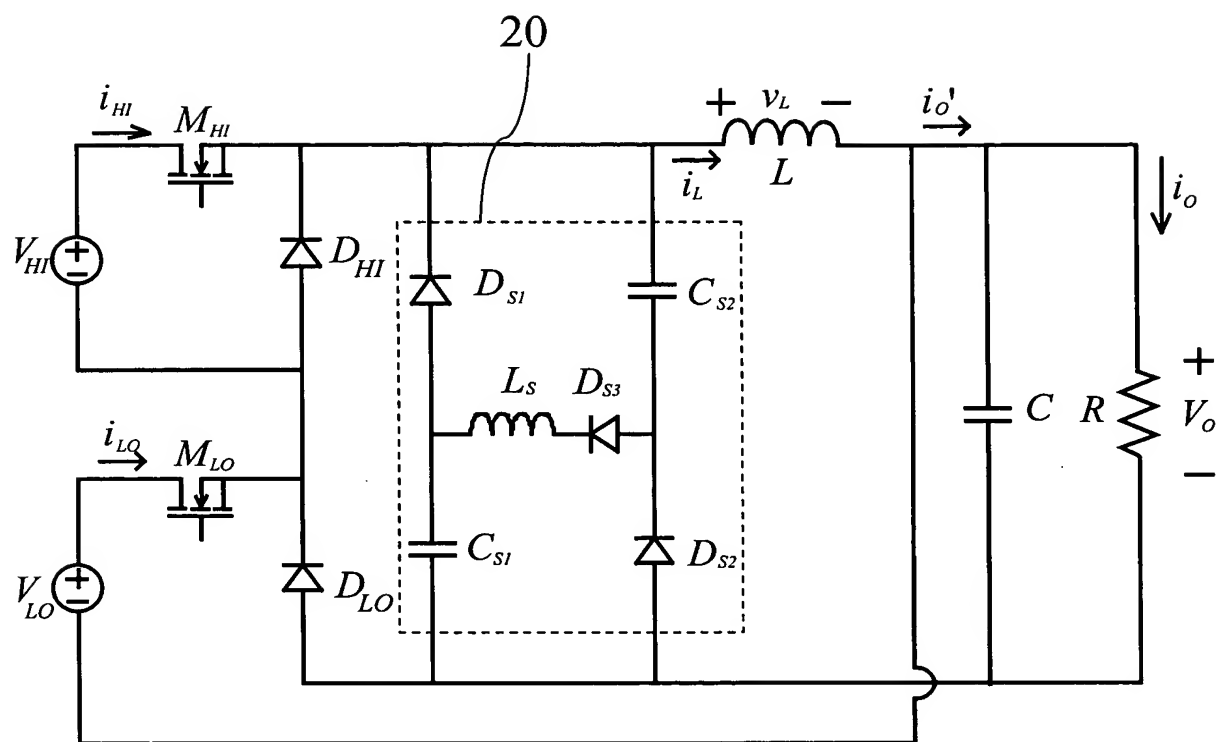 20
i_HI
M_HI
+ v_L −
i_O'
L
i_L
i_O
V_HI
+
−
D_HI
D_S1
C_S2
L_S
D_S3
i_LO
M_LO
C
R
+
V_O
−
C_S1
D_S2
V_LO
+
−
D_LO